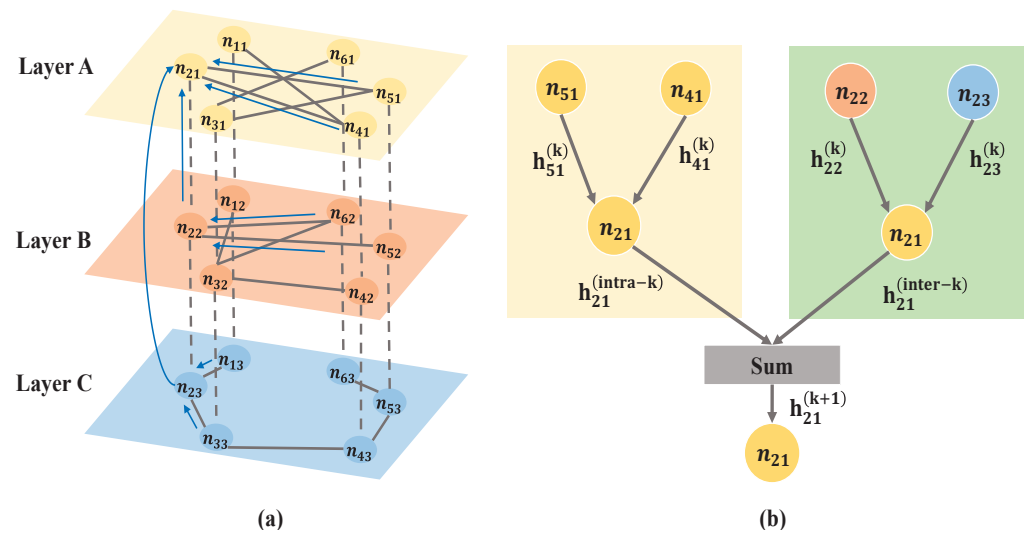 Layer A
n₁₁
n₆₁
n₂₁
n₅₁
n₃₁
n₄₁
Layer B
n₁₂
n₆₂
n₂₂
n₅₂
n₃₂
n₄₂
Layer C
n₁₃
n₆₃
n₂₃
n₅₃
n₃₃
n₄₃
(a)
n₅₁ n₄₁
h₅₁^(k) h₄₁^(k)
n₂₁
h₂₁^(intra−k)
n₂₂ n₂₃
h₂₂^(k) h₂₃^(k)
n₂₁
h₂₁^(inter−k)
Sum
h₂₁^(k+1)
n₂₁
(b)